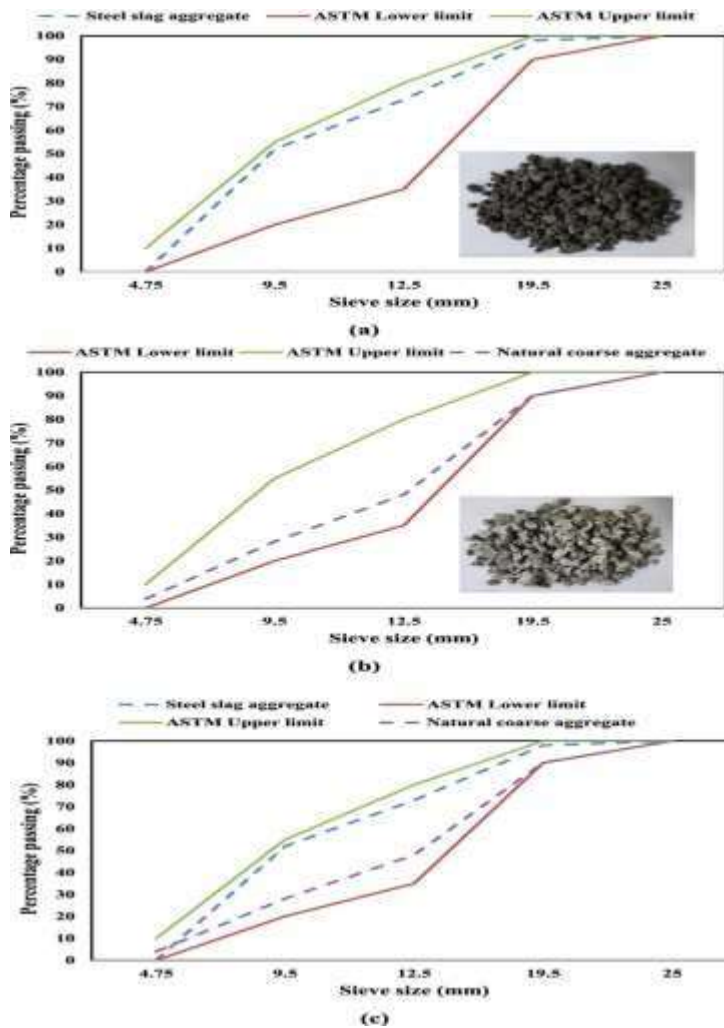 Steel slag aggregate ASTM Lower limit ASTM Upper limit
Percentage passing (%)
100
90
80
70
60
50
40
30
20
10
0
4.75 9.5 12.5 19.5 25
Sieve size (mm)
(a)
ASTM Lower limit ASTM Upper limit Natural coarse aggregate
Percentage passing (%)
100
90
80
70
60
50
40
30
20
10
0
4.75 9.5 12.5 19.5 25
Sieve size (mm)
(b)
Steel slag aggregate ASTM Lower limit
ASTM Upper limit Natural coarse aggregate
Percentage passing (%)
100
90
80
70
60
50
40
30
20
10
0
4.75 9.5 12.5 19.5 25
Sieve size (mm)
(c)